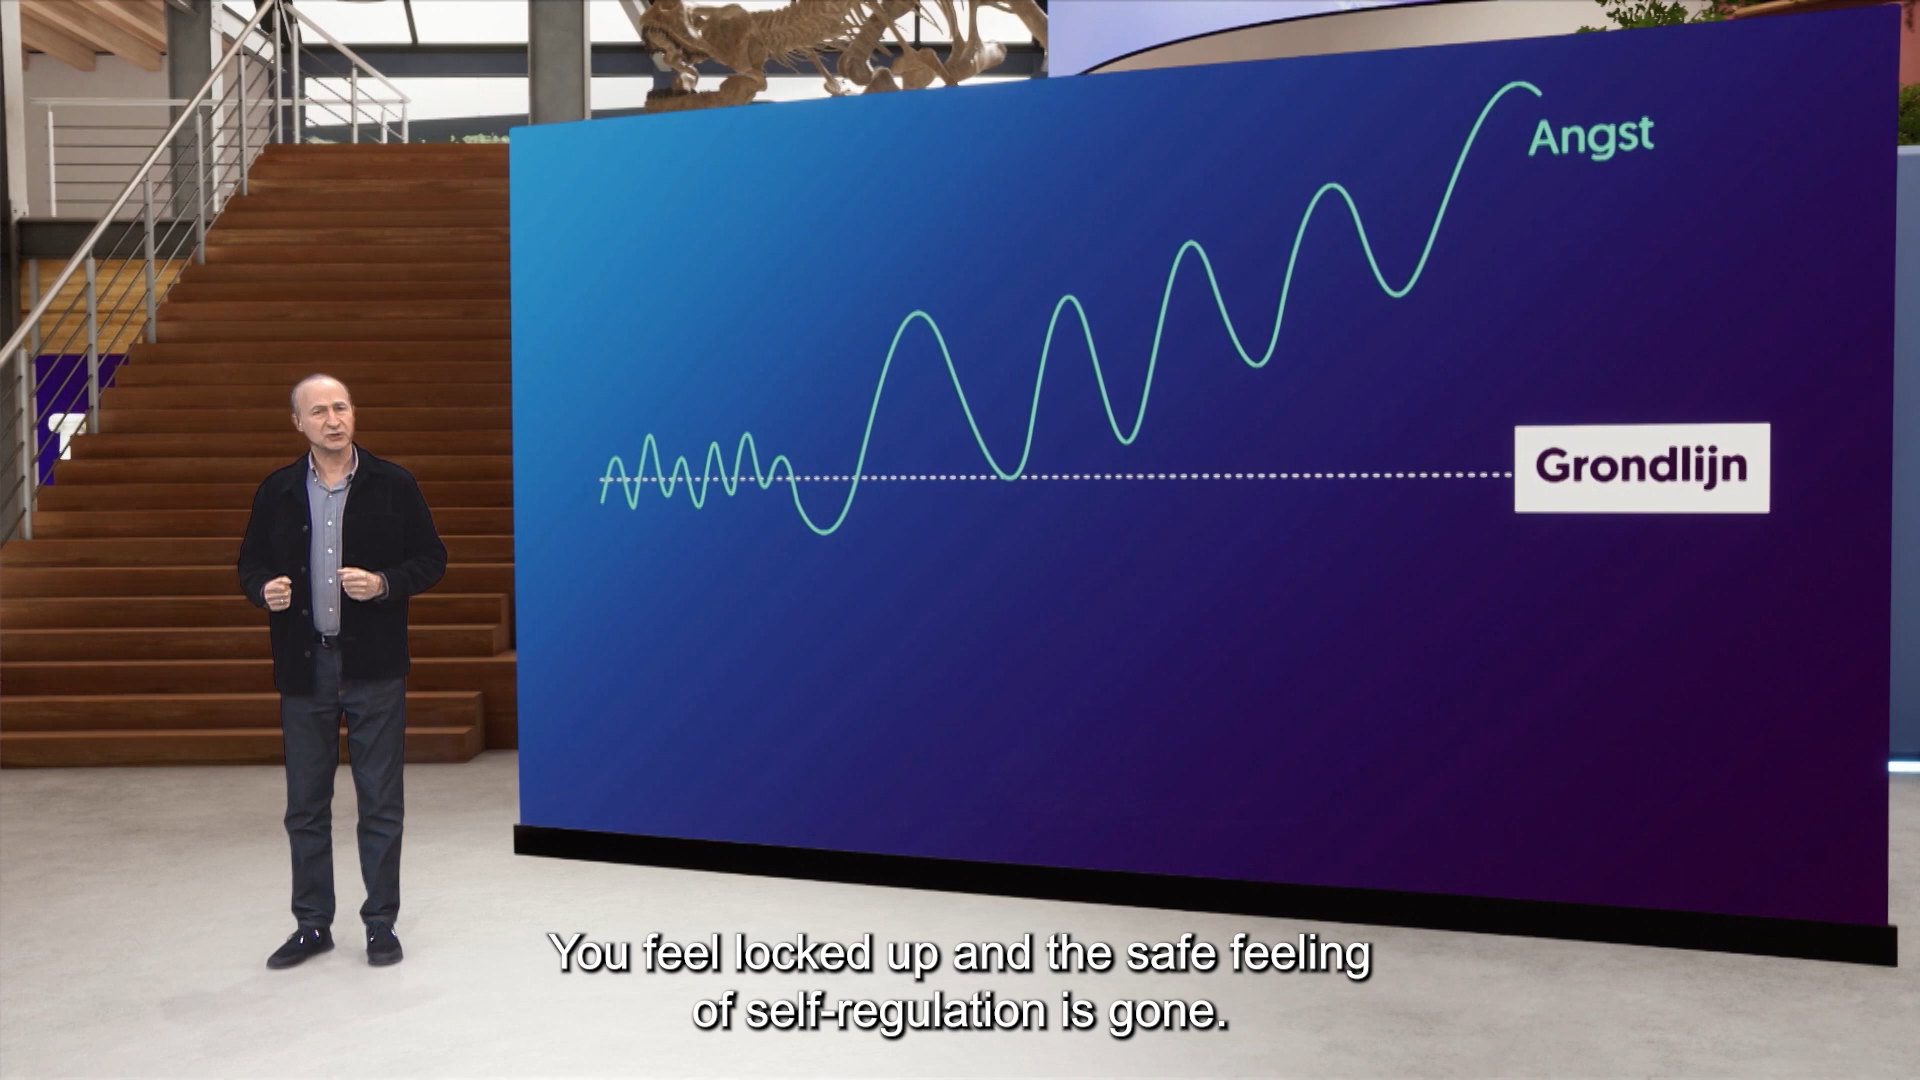 Angst
Grondlijn
T
You feel locked up and the safe feeling
of self-regulation is gone.